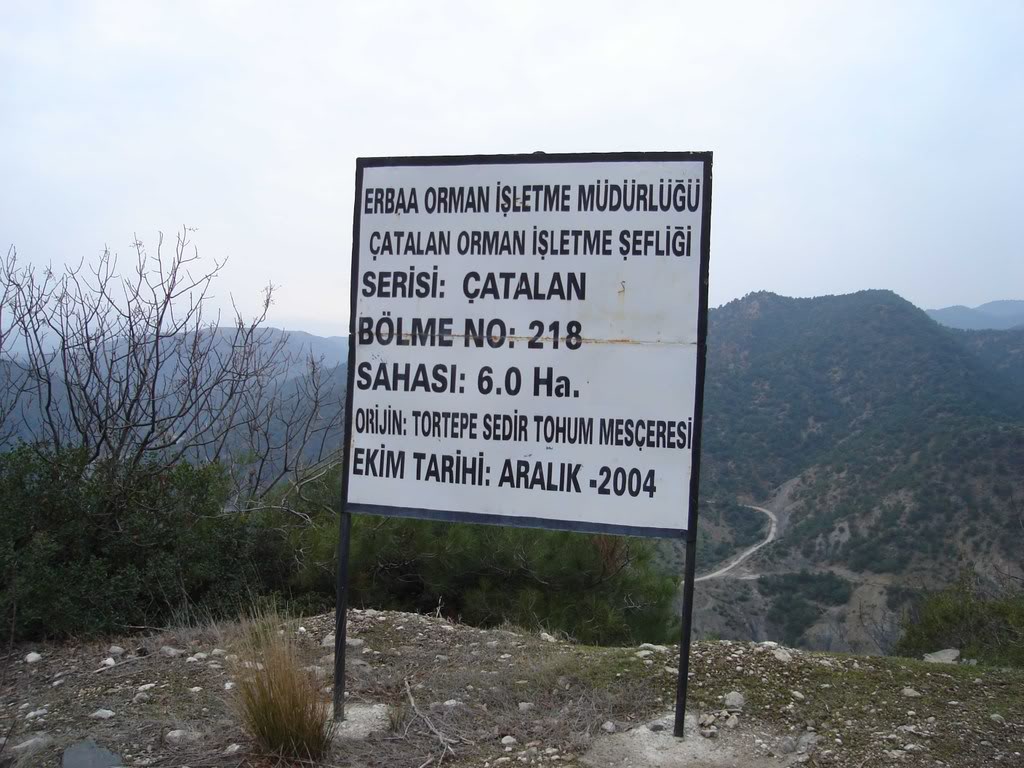 ERBAA ORMAN İŞLETME MÜDÜRLÜĞÜ
ÇATALAN ORMAN İŞLETME ŞEFLİĞİ
SERİSİ: ÇATALAN
BÖLME NO: 218
SAHASI: 6.0 Ha.
ORİJİN: TORTEPE SEDİR TOHUM MESÇERESİ
EKİM TARİHİ: ARALIK -2004